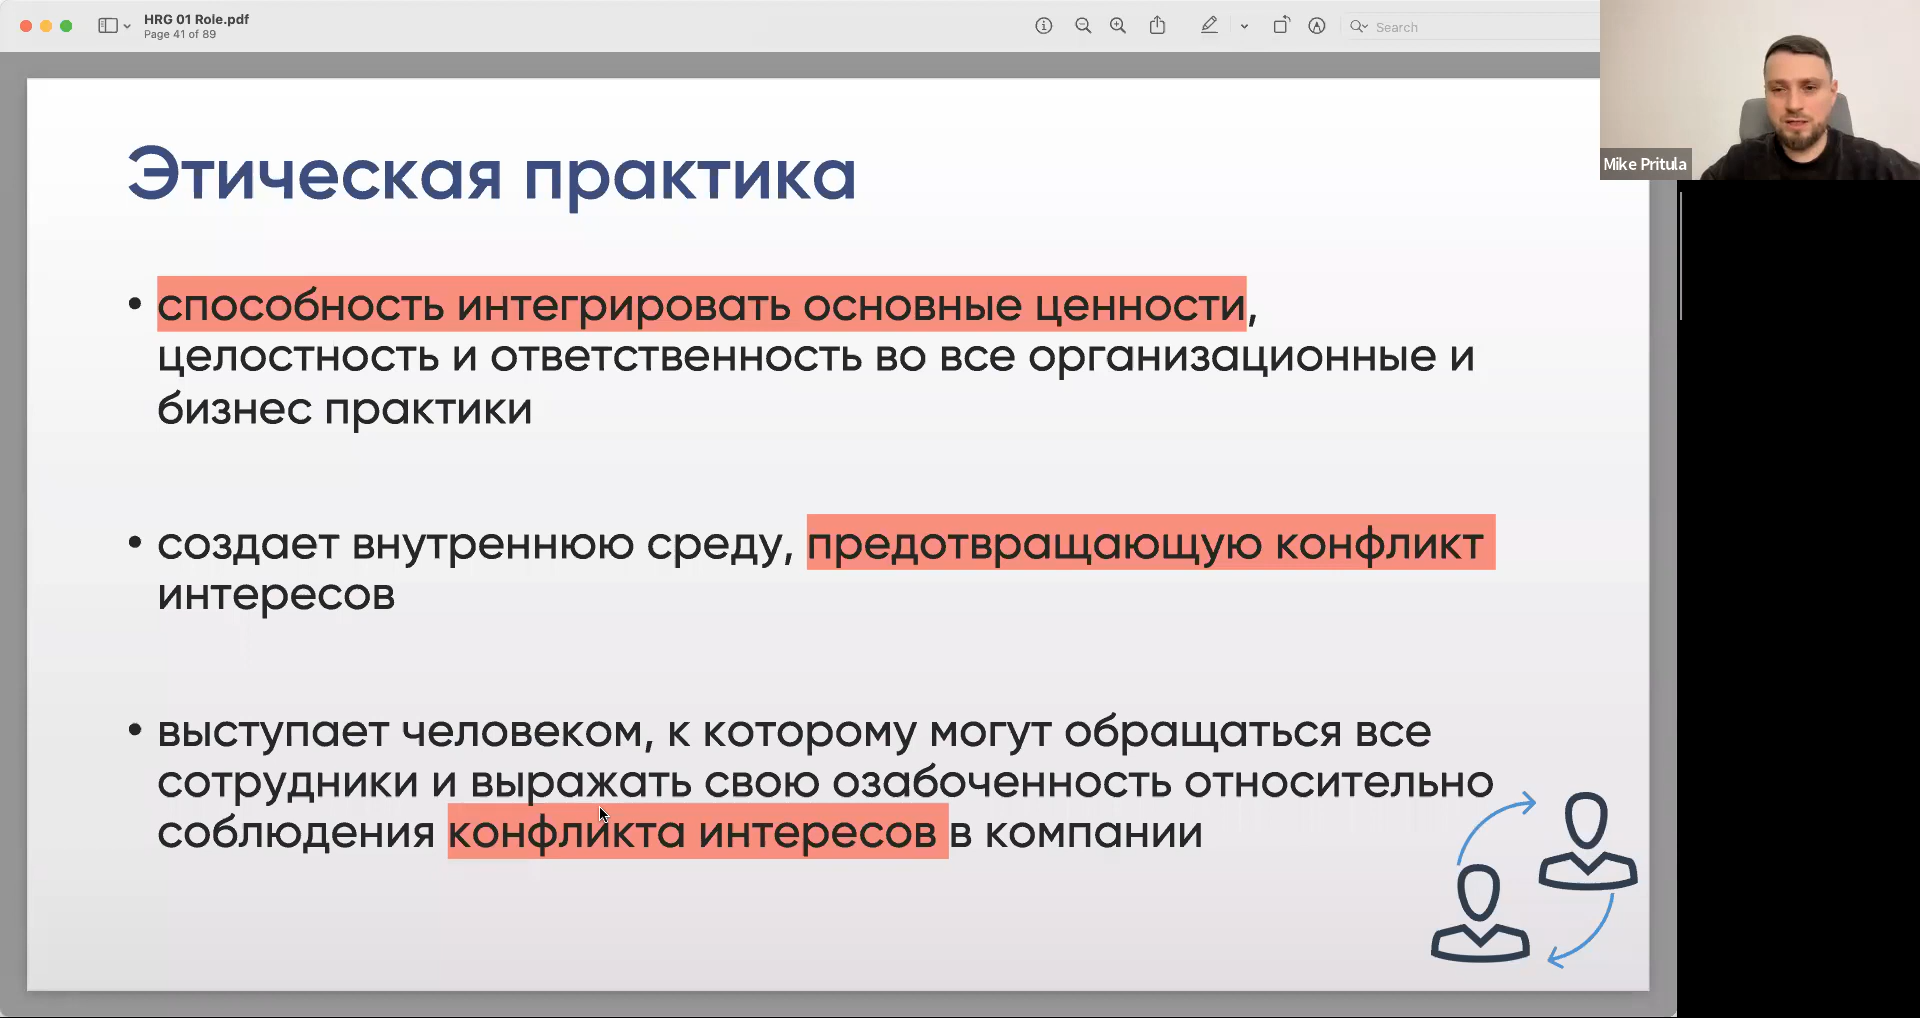 HRG 01 Role.pdf
Page 41 of 89
Search
Mike Pritula
Этическая практика
• способность интегрировать основные ценности,
целостность и ответственность во все организационные и
бизнес практики
• создает внутреннюю среду, предотвращающую конфликт
интересов
• выступает человеком, к которому могут обращаться все
сотрудники и выражать свою озабоченность относительно
соблюдения конфликта интересов в компании